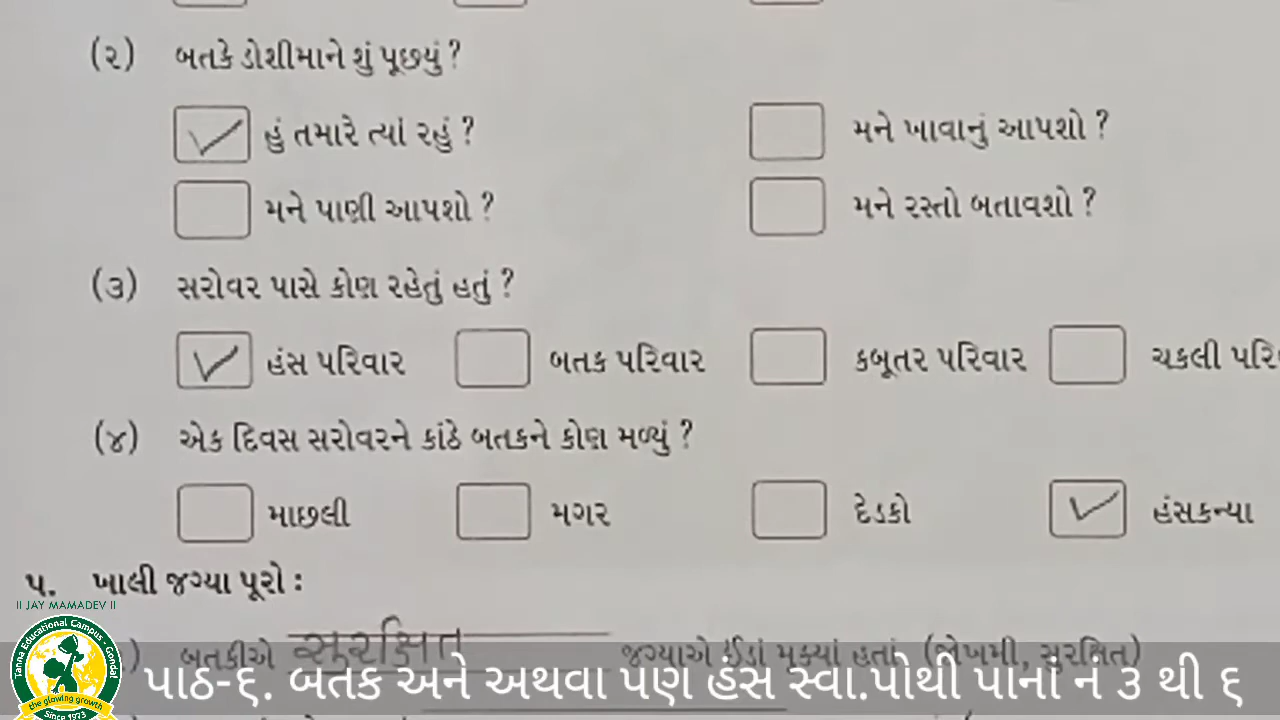 (૨) બતકે ડોશીમાને શું પૂછ્યું ?
હું તમારે ત્યાં રહું ? મને ખાવાનું આપશો ?
મને પાણી આપશો ? મને રસ્તો બતાવશો ?
(૩) સરોવર પાસે કોણ રહેતું હતું ?
હંસ પરિવાર બતક પરિવાર કબૂતર પરિવાર ચકલી
(૪) એક દિવસ સરોવરને કાંઠે બતકને કોણ મળ્યું ?
માછલી મગર દેડકો હંસકન્યા
૫. ખાલી જગ્યા પૂરો :
) બતકીએ સુરક્ષિત જગ્યાએ ઈંડાં મૂક્યાં હતાં (જોખમી, સુરક્ષિત)
|| JAY MAMADEV ||
Tanna Educational Campus - Gondal
the glowing growth
Since 1973
પાઠ-૬. બતક અને અથવા પણ હંસ સ્વા.પોથી પાનાં નં ૩ થી ૬